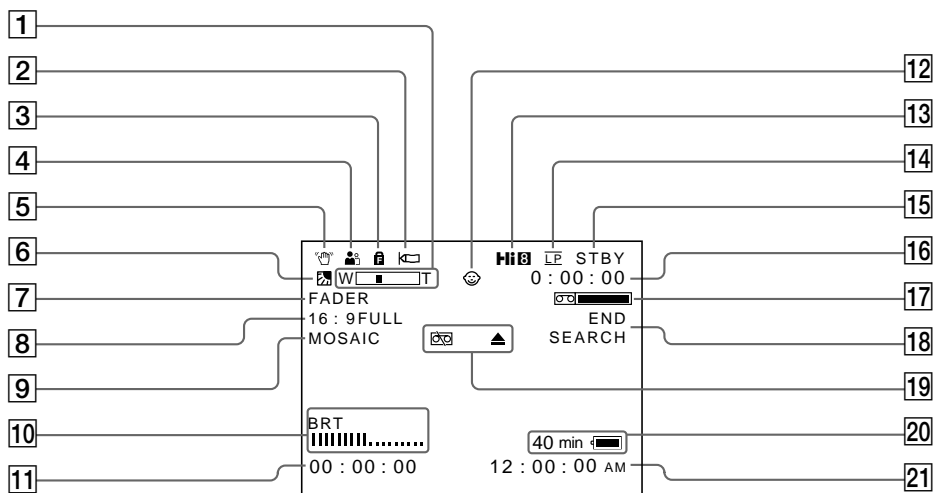 1
2
3
4
5
6
7
8
9
10
11
12
13
14
15
16
17
18
19
20
21
F Hi8 LP STBY
W T 0 : 00 : 00
FADER
16 : 9FULL END
MOSAIC SEARCH
BRT
40 min
00 : 00 : 00 12 : 00 : 00 AM